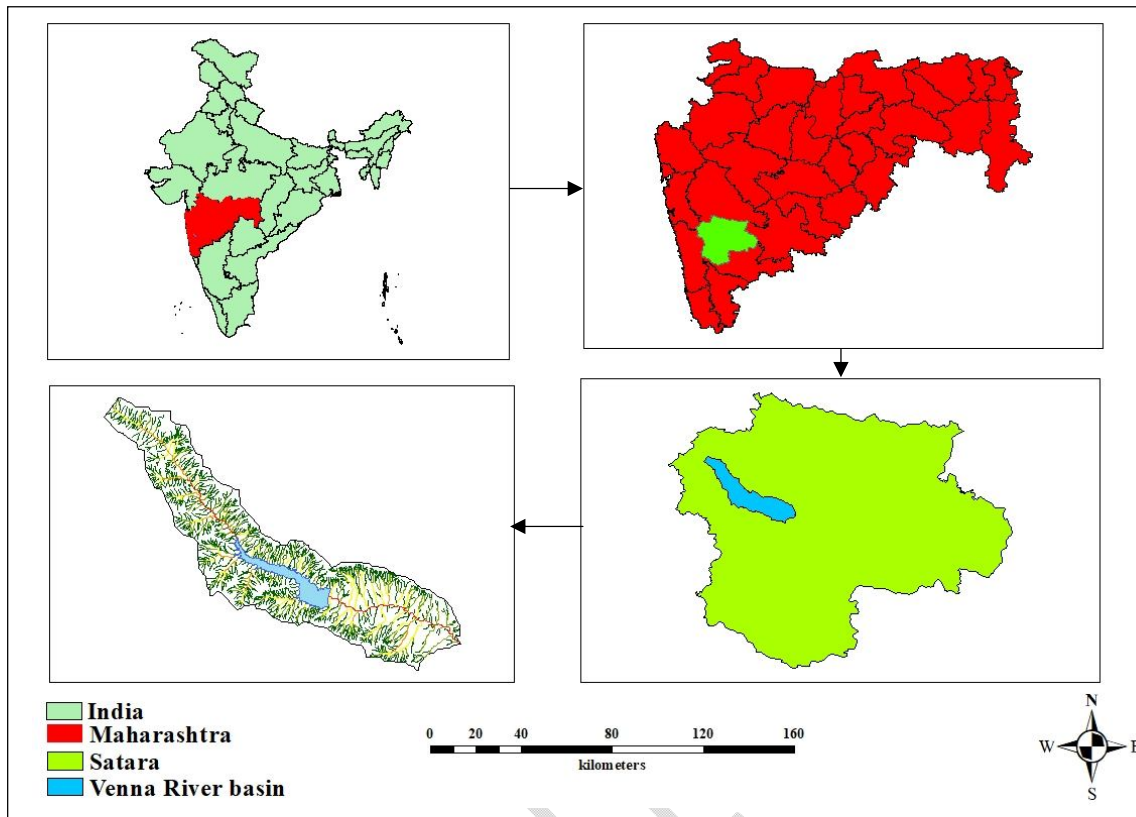 India
Maharashtra
Satara
Venna River basin
0 20 40 80 120 160
kilometers
N
W E
S